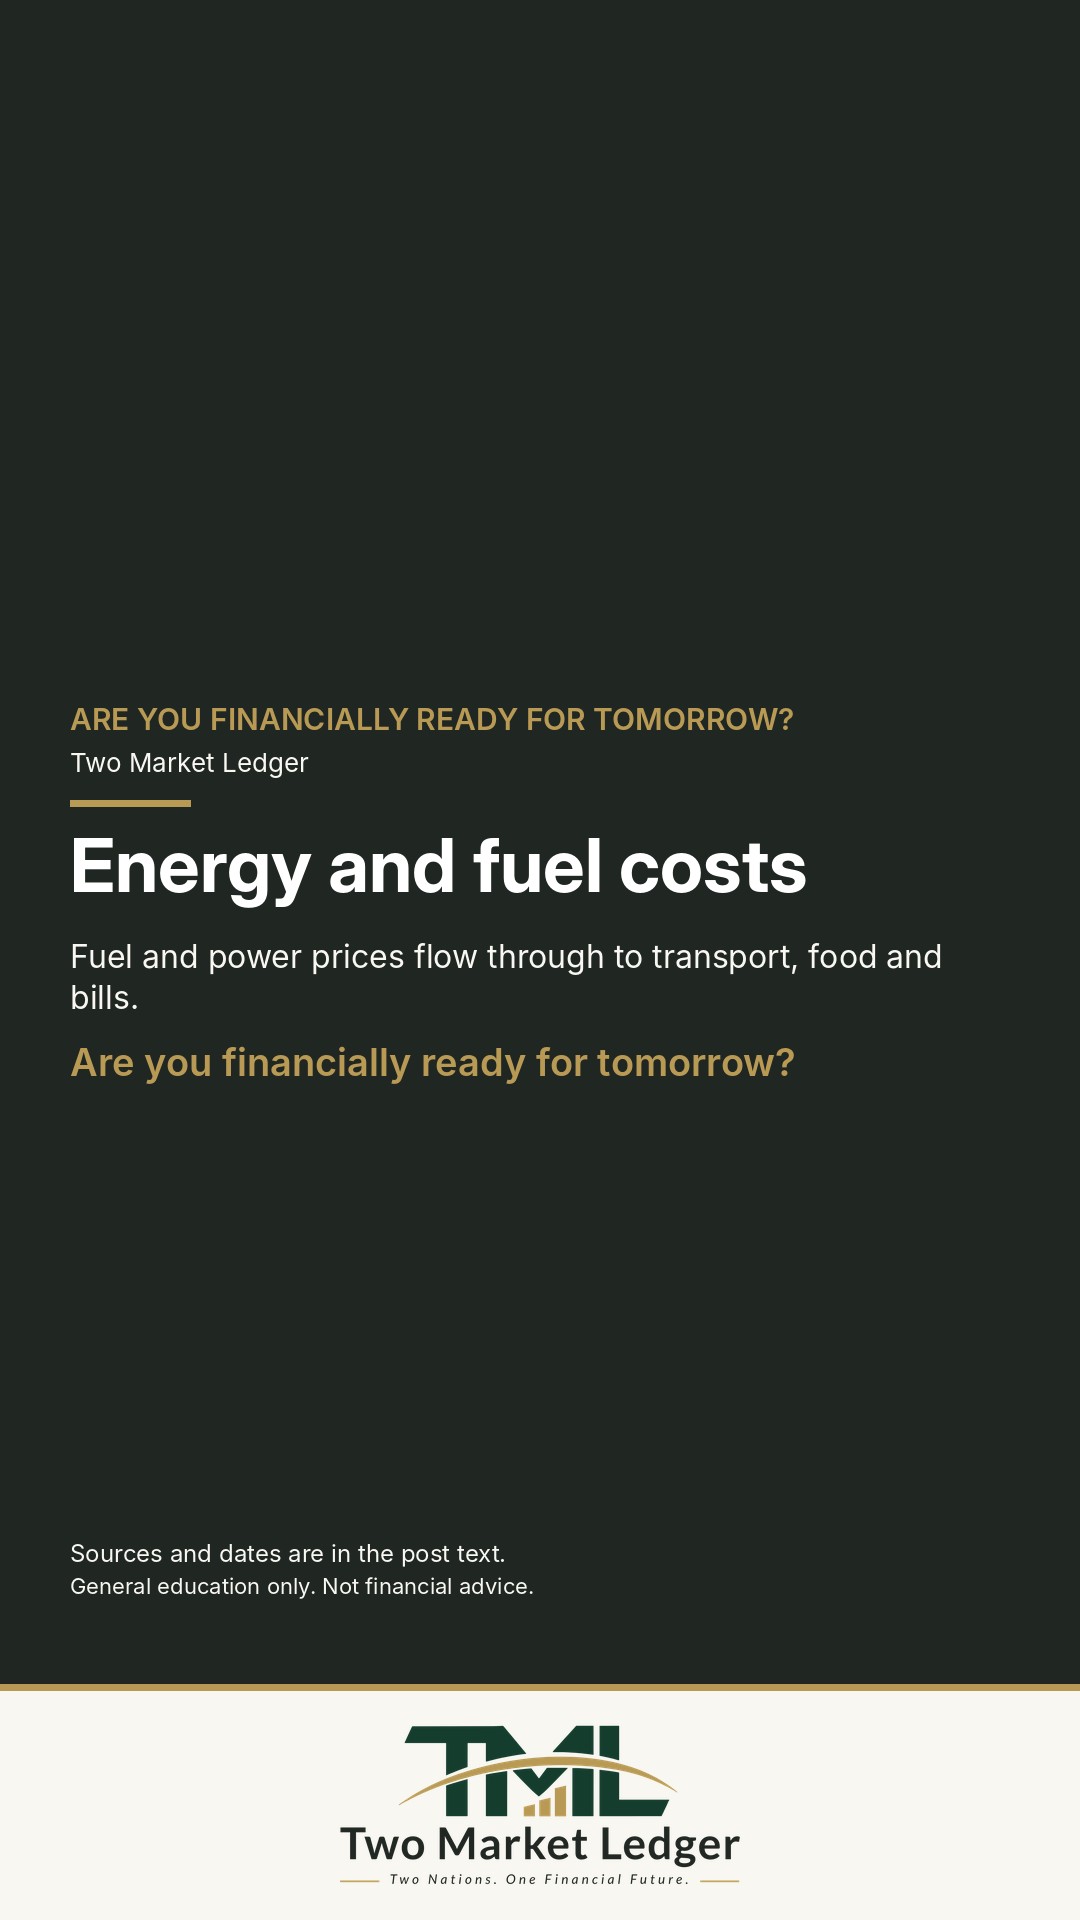 ARE YOU FINANCIALLY READY FOR TOMORROW?
Two Market Ledger
Energy and fuel costs
Fuel and power prices flow through to transport, food and
bills.
Are you financially ready for tomorrow?
Sources and dates are in the post text.
General education only. Not financial advice.
TML
Two Market Ledger
Two Nations. One Financial Future.